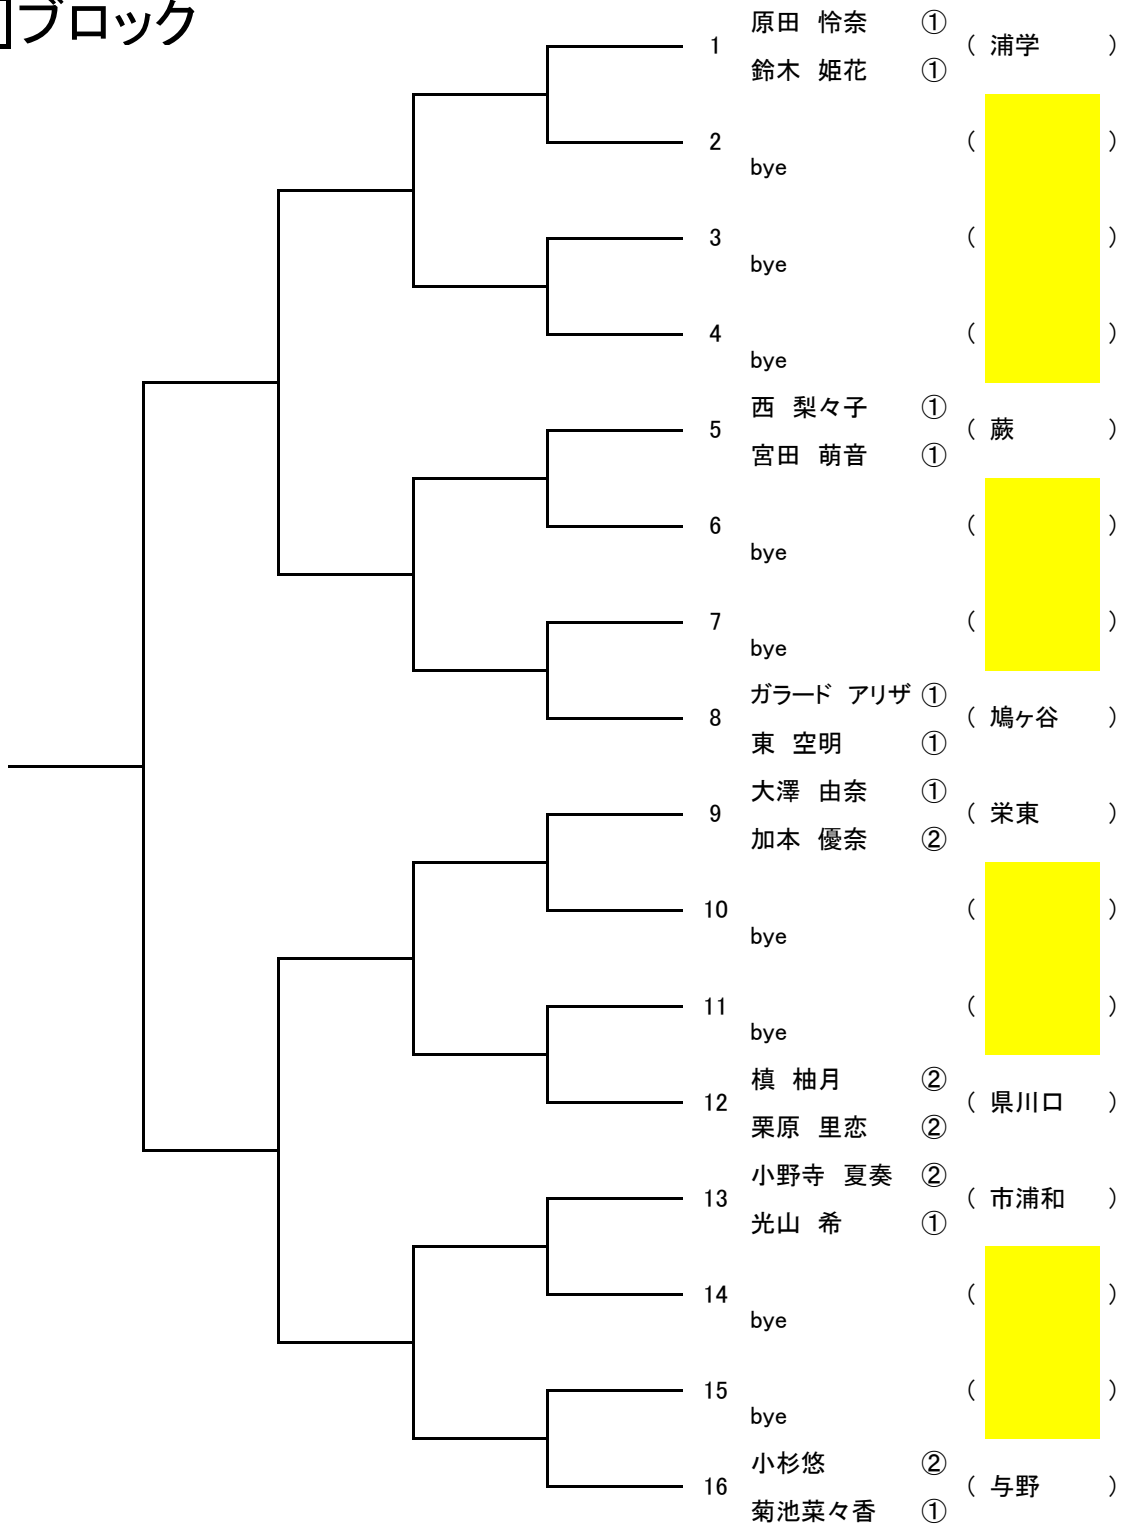 ブロック
1 原田 怜奈 ① ( 浦学 )
鈴木 姫花 ①
2 bye ( )
3 bye ( )
4 bye ( )
5 西 梨々子 ① ( 蕨 )
宮田 萌音 ①
6 bye ( )
7 bye ( )
8 ガラード アリザ ① ( 鳩ヶ谷 )
東 空明 ①
9 大澤 由奈 ① ( 栄東 )
加本 優奈 ②
10 bye ( )
11 bye ( )
12 槙 柚月 ② ( 県川口 )
栗原 里恋 ②
13 小野寺 夏奏 ② ( 市浦和 )
光山 希 ①
14 bye ( )
15 bye ( )
16 小杉悠 ② ( 与野 )
菊池菜々香 ①